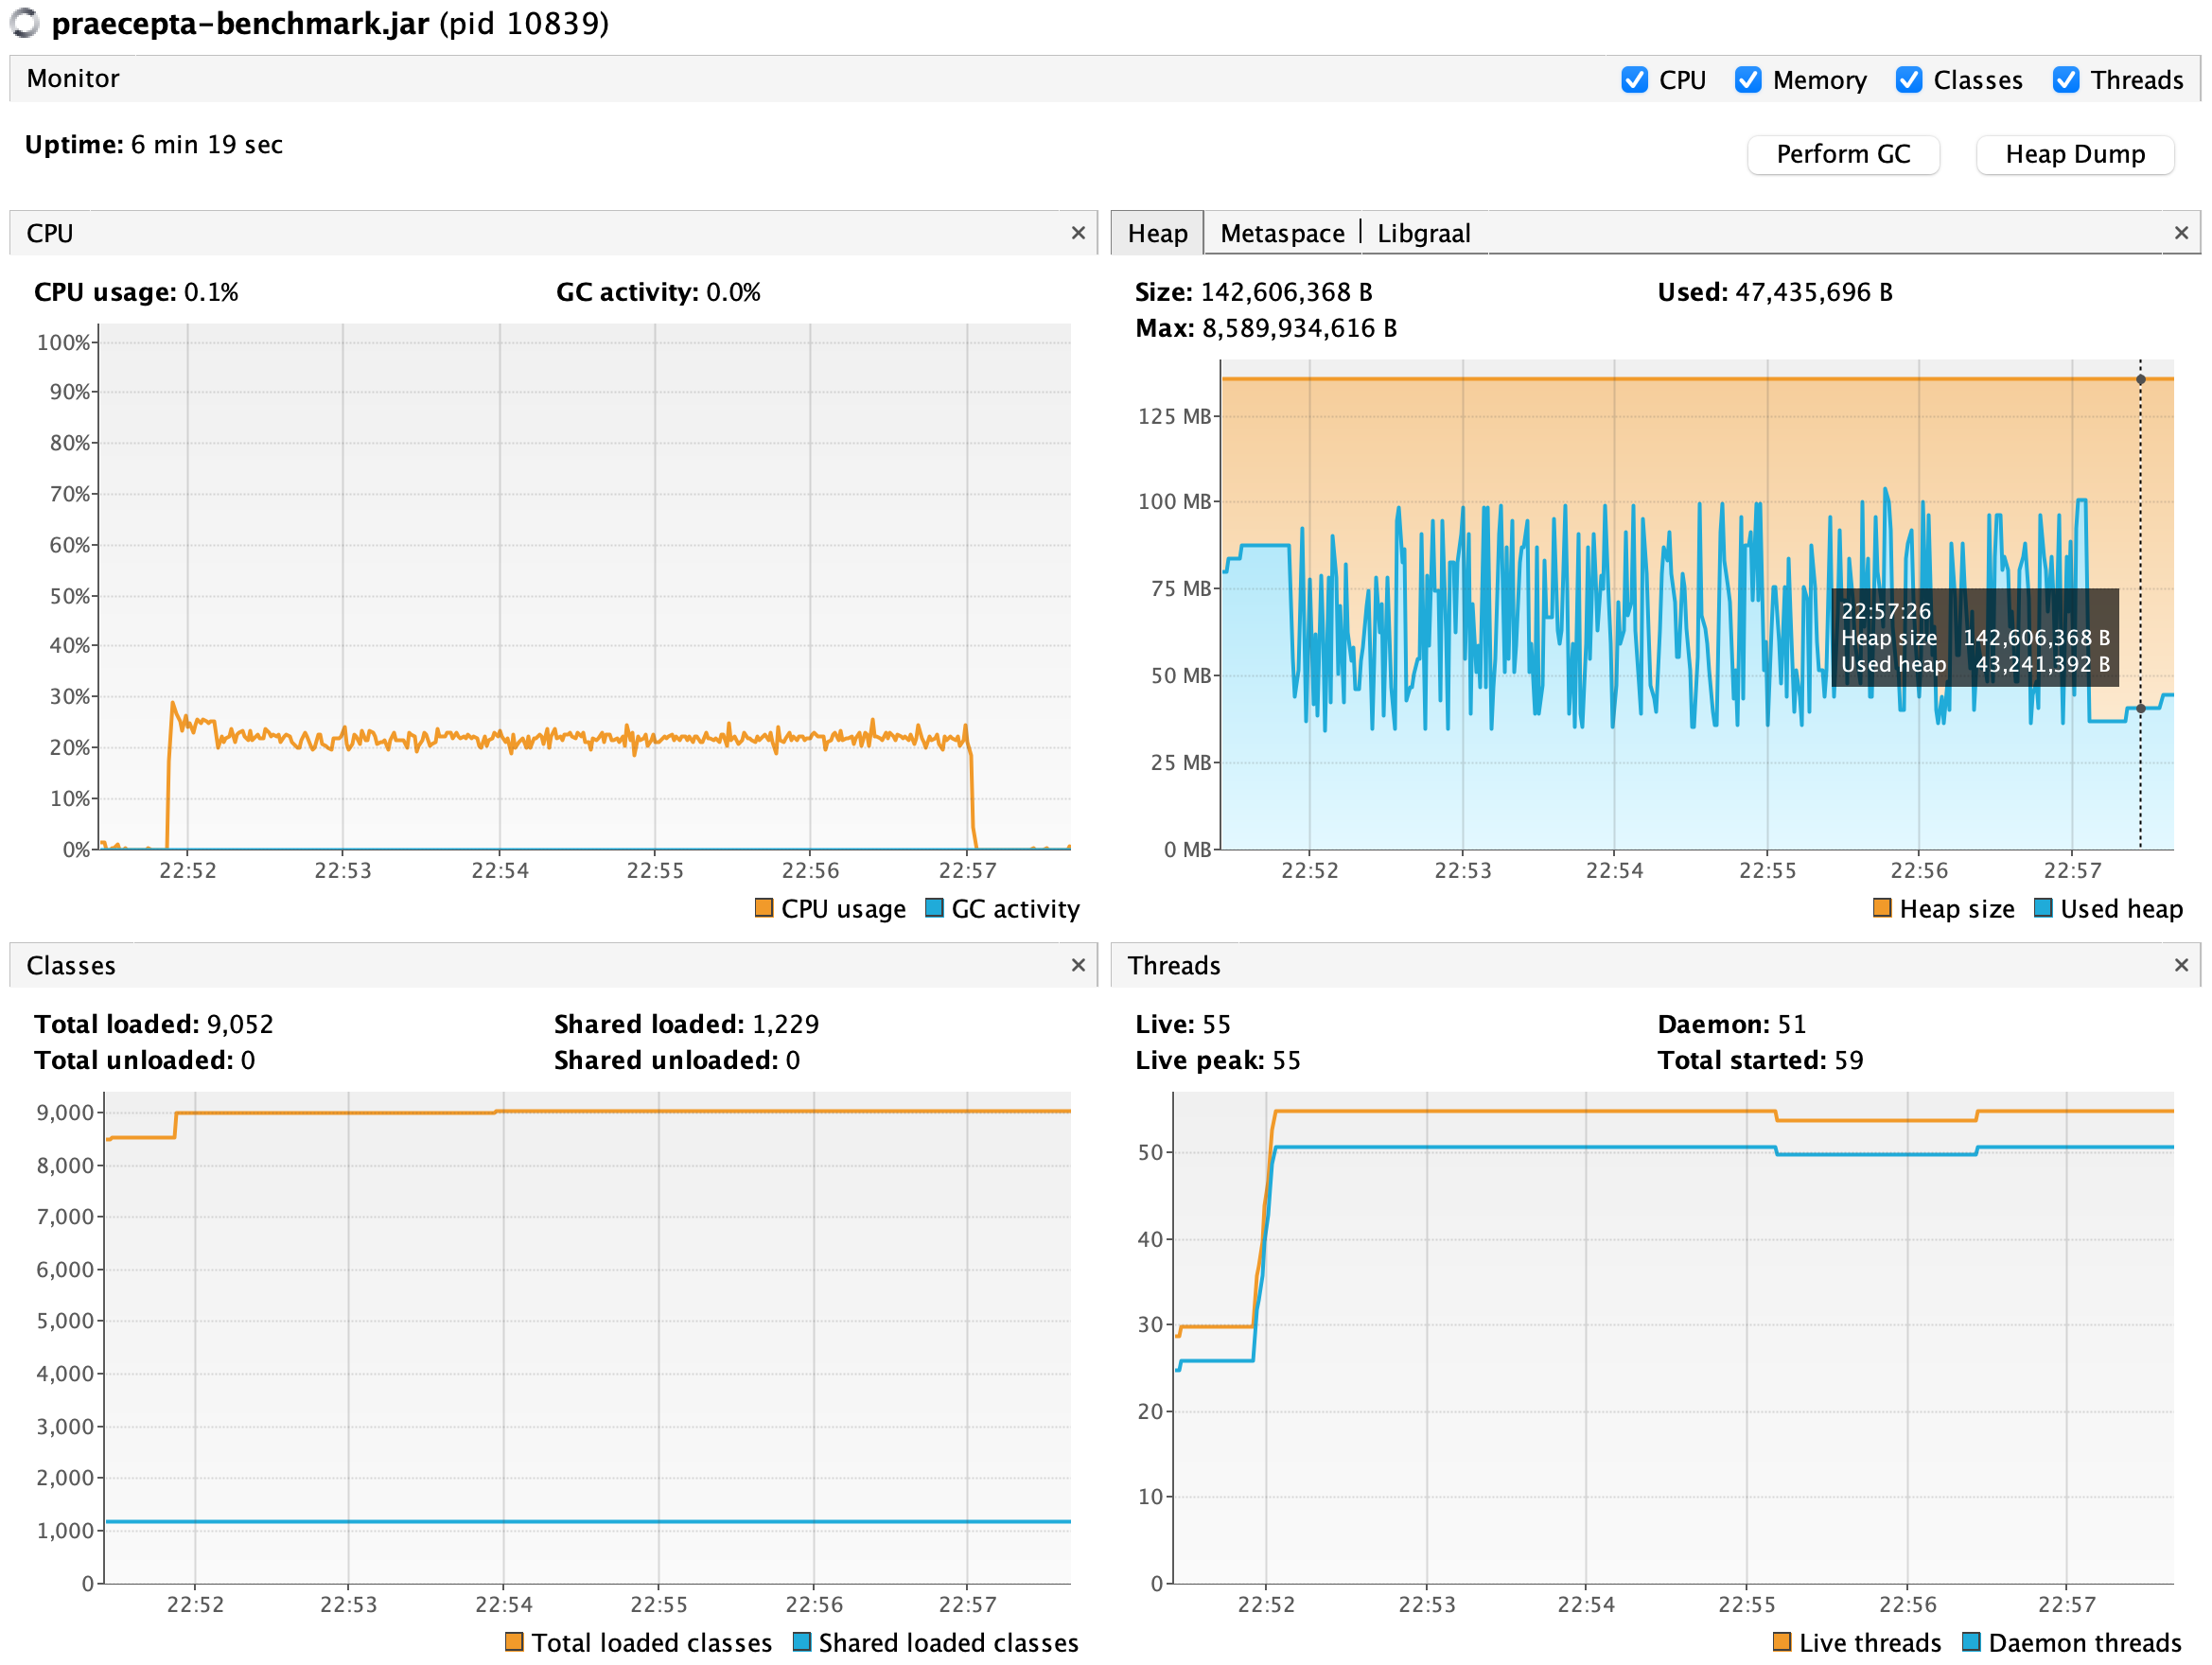 praecepta-benchmark.jar (pid 10839)
Monitor
CPU Memory Classes Threads
Uptime: 6 min 19 sec
Perform GC Heap Dump
CPU
CPU usage: 0.1% GC activity: 0.0%
100%
90%
80%
70%
60%
50%
40%
30%
20%
10%
0%
22:52 22:53 22:54 22:55 22:56 22:57
CPU usage GC activity
Heap Metaspace Libgraal
Size: 142,606,368 B Used: 47,435,696 B
Max: 8,589,934,616 B
125 MB
100 MB
75 MB
50 MB
25 MB
0 MB
22:57:26
Heap size 142,606,368 B
Used heap 43,241,392 B
22:52 22:53 22:54 22:55 22:56 22:57
Heap size Used heap
Classes
Total loaded: 9,052 Shared loaded: 1,229
Total unloaded: 0 Shared unloaded: 0
9,000
8,000
7,000
6,000
5,000
4,000
3,000
2,000
1,000
0
22:52 22:53 22:54 22:55 22:56 22:57
Total loaded classes Shared loaded classes
Threads
Live: 55 Daemon: 51
Live peak: 55 Total started: 59
50
40
30
20
10
0
22:52 22:53 22:54 22:55 22:56 22:57
Live threads Daemon threads